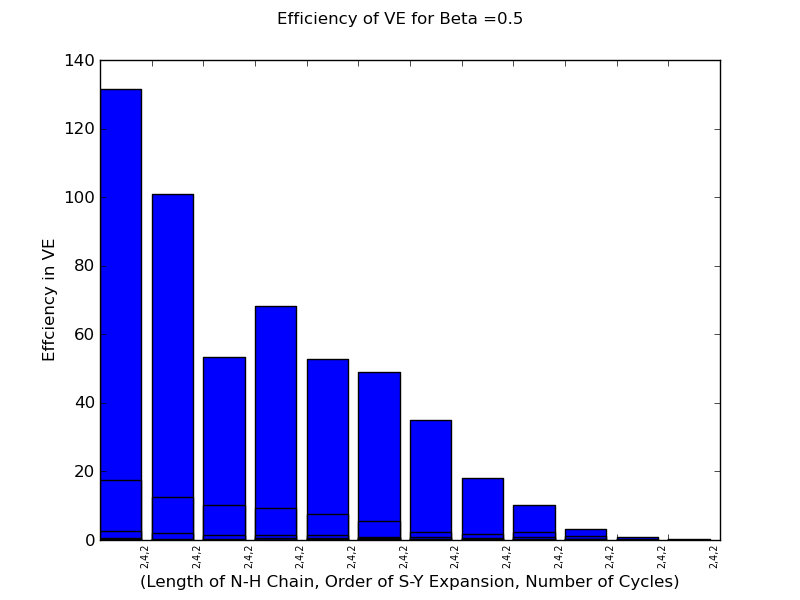 Efficiency of VE for Beta =0.5
140
120
100
80
60
40
20
0
Effciency in VE
2,4,2 2,4,2 2,4,2 2,4,2 2,4,2 2,4,2 2,4,2 2,4,2 2,4,2 2,4,2 2,4,2 2,4,2
(Length of N-H Chain, Order of S-Y Expansion, Number of Cycles)